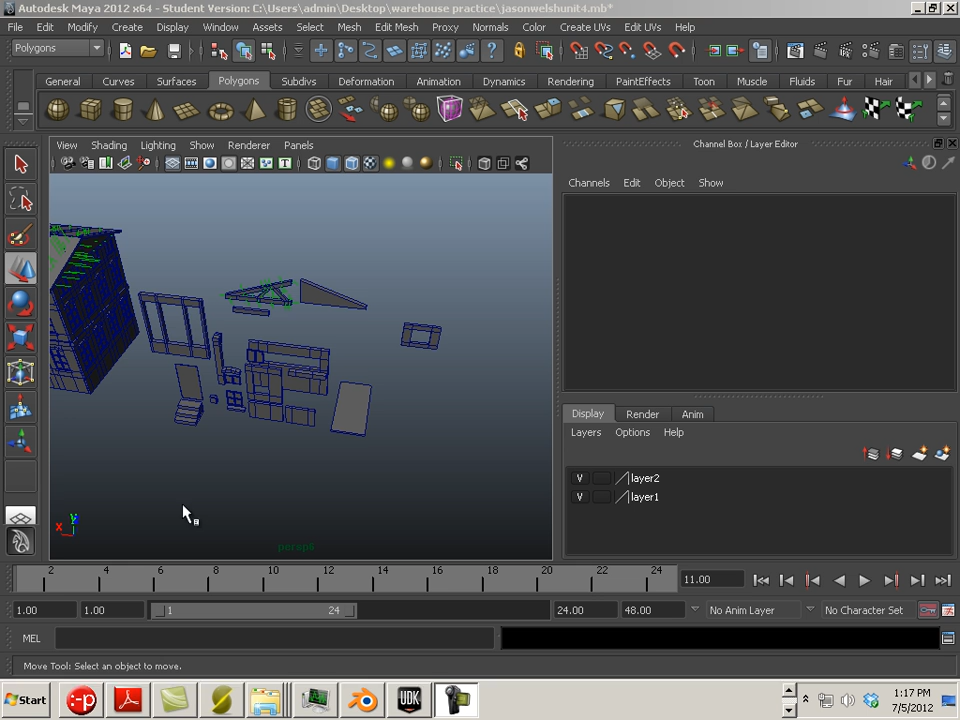 Autodesk Maya 2012 x64 - Student Version: C:\Users\admin\Desktop\warehouse practice\jasonwelshunit4.mb*
File Edit Modify Create Display Window Assets Select Mesh Edit Mesh Proxy Normals Color Create UVs Edit UVs Help
Polygons
General Curves Surfaces Polygons Subdivs Deformation Animation Dynamics Rendering PaintEffects Toon Muscle Fluids Fur Hair
View Shading Lighting Show Renderer Panels
Channel Box / Layer Editor
Channels Edit Object Show
Display Render Anim
Layers Options Help
V layer2
V layer1
2 4 6 8 10 12 14 16 18 20 22 24
11.00
1.00 1.00 1 24 24.00 48.00 No Anim Layer No Character Set
MEL
Move Tool: Select an object to move.
Start :-p UDK
1:17 PM
7/5/2012